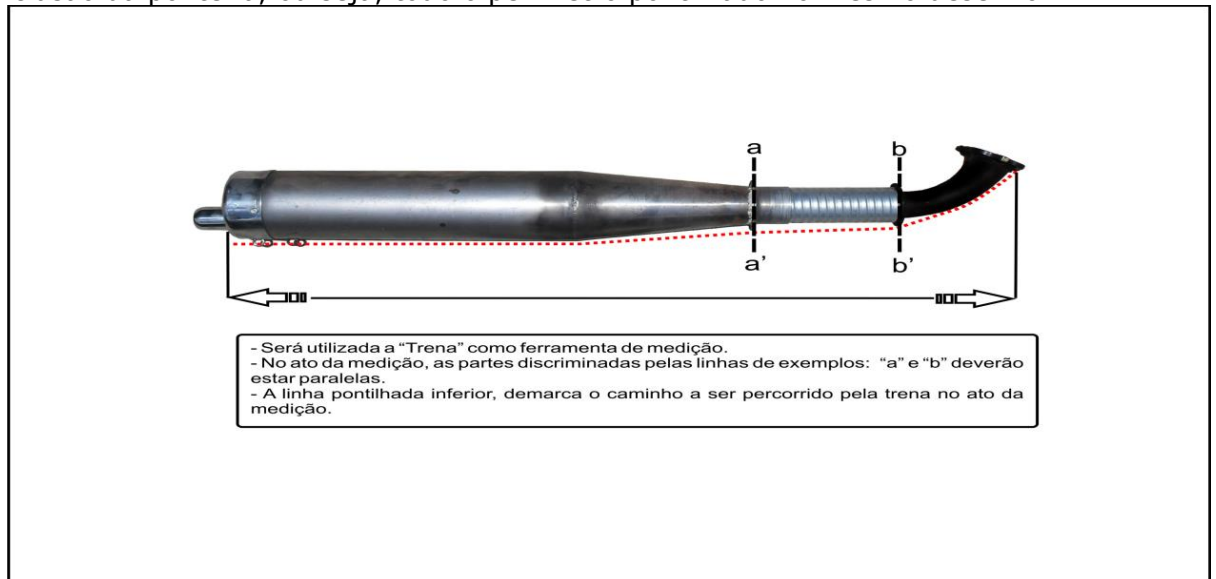 a
b
a’
b’
- Será utilizada a “Trena” como ferramenta de medição.
- No ato da medição, as partes discriminadas pelas linhas de exemplos: “a” e “b” deverão
estar paralelas.
- A linha pontilhada inferior, demarca o caminho a ser percorrido pela trena no ato da
medição.